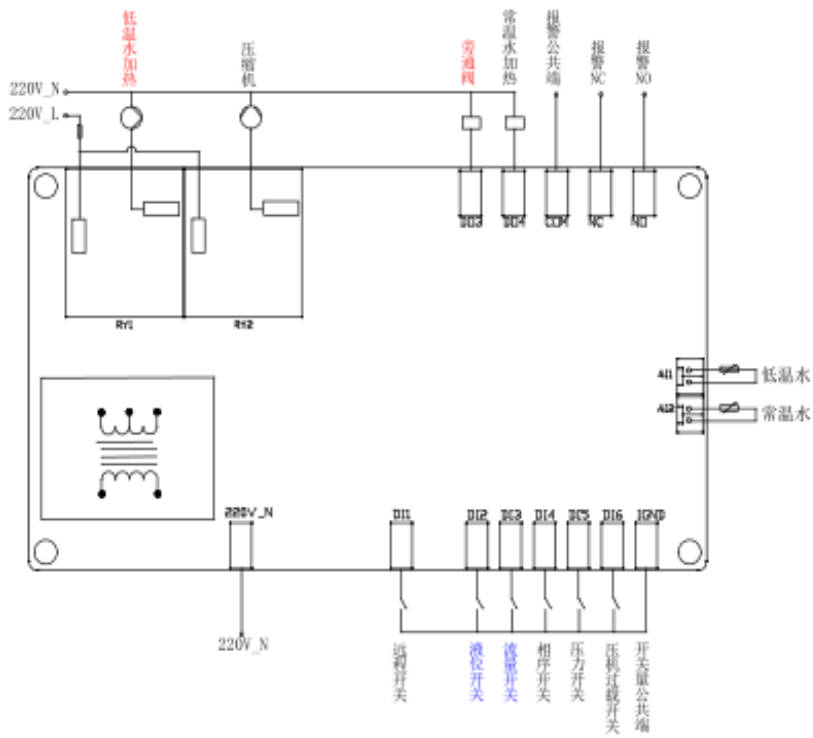 低温水加热
压缩机
旁通阀
常温水加热
报警公共端
报警NC
报警NO
220V_N
220V_L
DO3
DO4
COM
NC
NO
RY1
RY2
AI1
低温水
AI2
常温水
220V_N
DI1
DI2
DI3
DI4
DI5
DI6
IGND
220V_N
远程开关
液位开关
流量开关
相序开关
压力开关
压机过载开关
开关量公共端